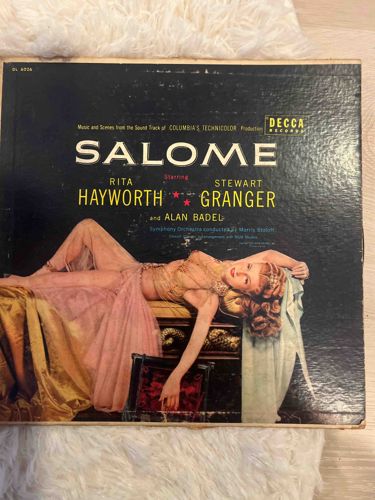 DL 6026
Music and Scenes from the Sound Track of COLUMBIA'S TECHNICOLOR Production
DECCA
RECORDS
SALOME
Starring
RITA HAYWORTH
STEWART GRANGER
and ALAN BADEL
Symphony Orchestra conducted by Morris Stoloff